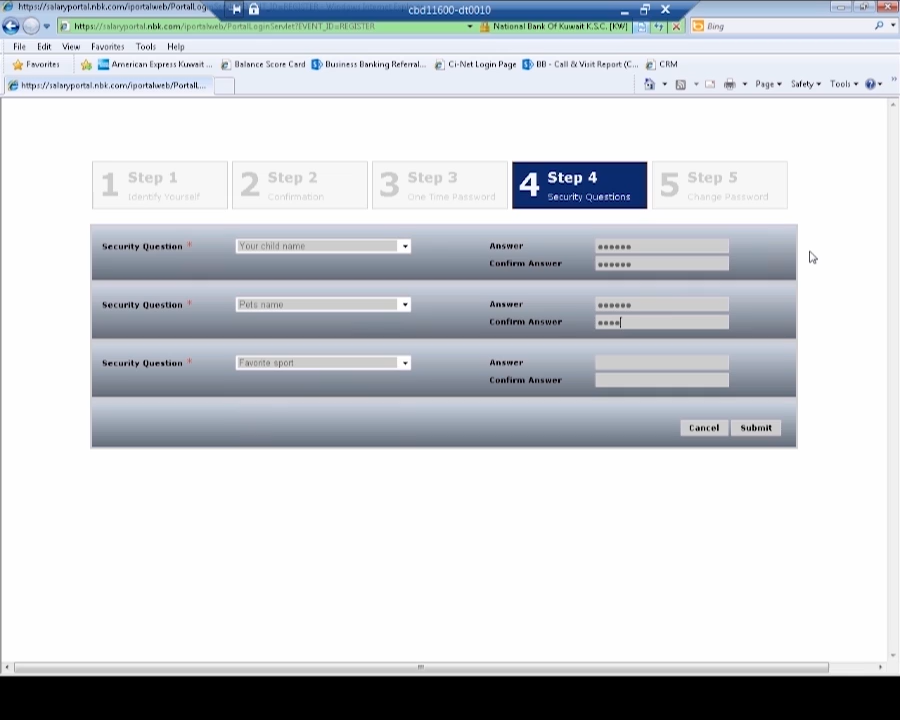 https://salaryportal.nbk.com/iportalweb/PortalLog
cbd11600-dt0010
https://salaryportal.nbk.com/iportalweb/PortalLoginServlet?EVENT_ID=REGISTER
National Bank Of Kuwait K.S.C. [KW]
Bing
File Edit View Favorites Tools Help
Favorites American Express Kuwait ... Balance Score Card Business Banking Referral... Ci-Net Login Page BB - Call & Visit Report (C... CRM
https://salaryportal.nbk.com/iportalweb/PortalL... Page Safety Tools
1 Step 1 Identify Yourself
2 Step 2 Confirmation
3 Step 3 One Time Password
4 Step 4 Security Questions
5 Step 5 Change Password
Security Question * Your child name Answer ••••••
Confirm Answer ••••••
Security Question * Pets name Answer ••••••
Confirm Answer ••••
Security Question * Favorite sport Answer
Confirm Answer
Cancel Submit